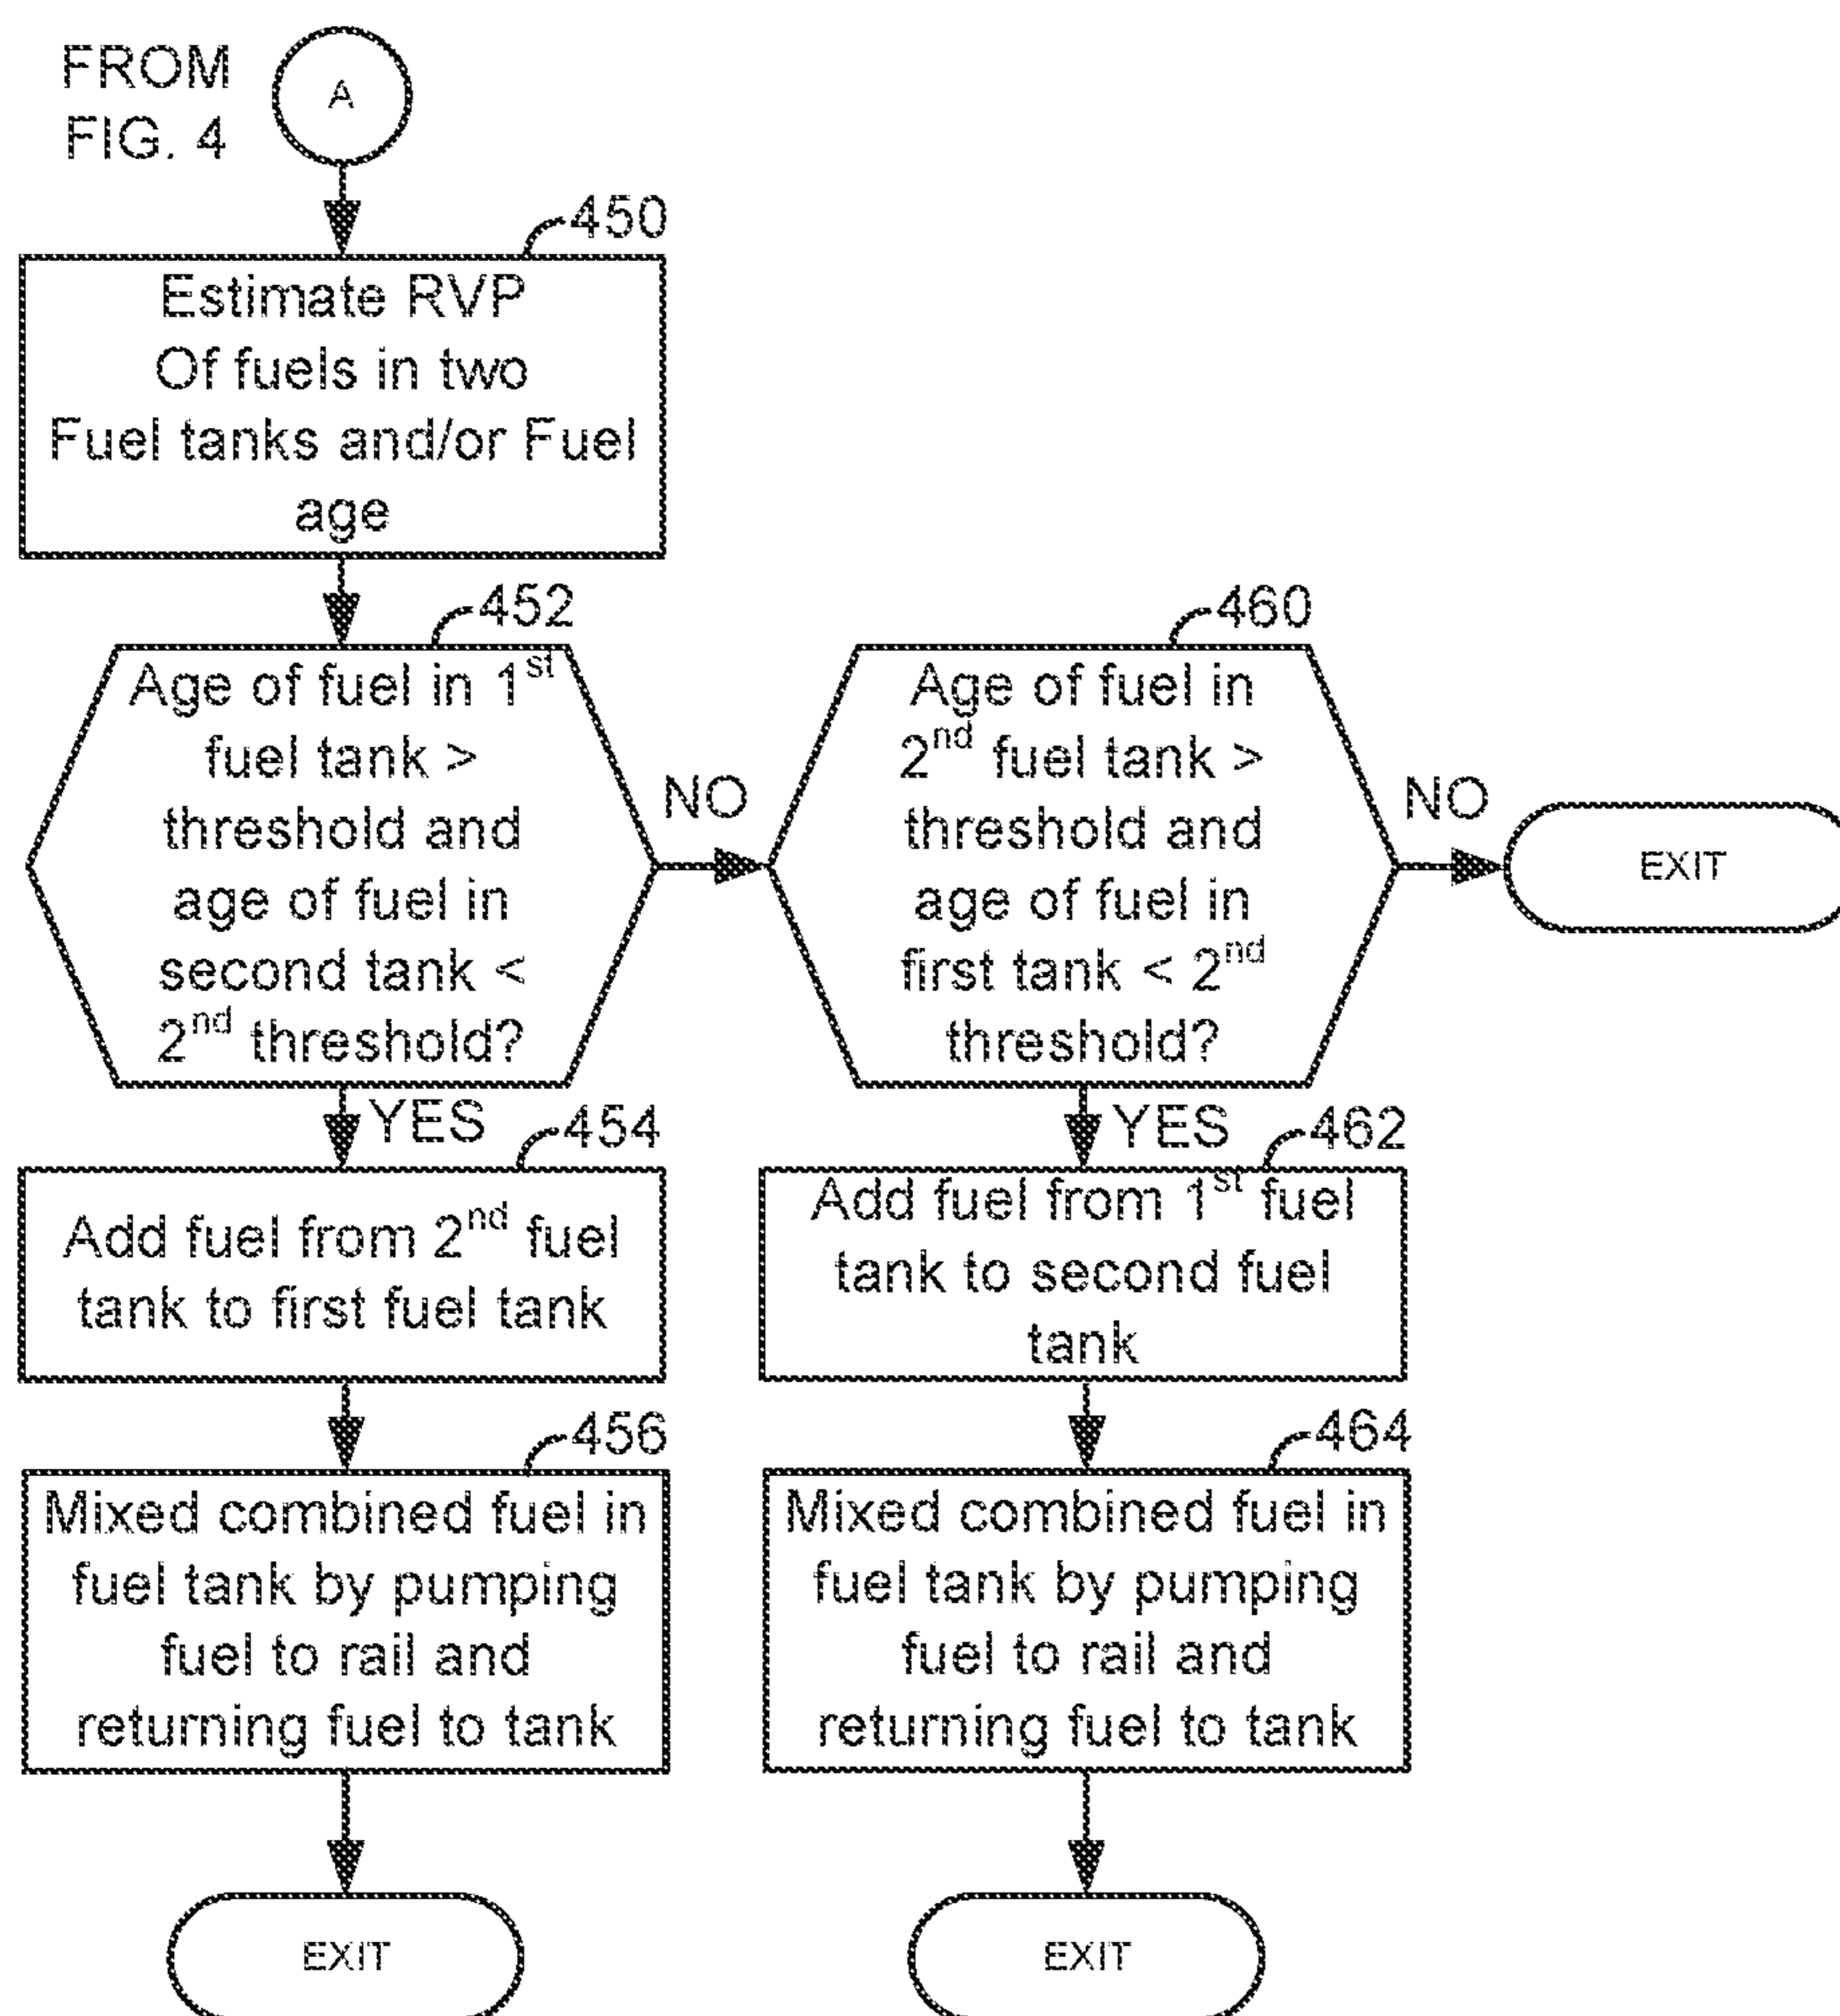 FROM
FIG. 4
A
450
Estimate RVP
Of fuels in two
Fuel tanks and/or Fuel
age
452
Age of fuel in 1st
fuel tank >
threshold and
age of fuel in
second tank <
2nd threshold?
NO
460
Age of fuel in
2nd fuel tank >
threshold and
age of fuel in
first tank < 2nd
threshold?
NO
EXIT
YES
454
Add fuel from 2nd fuel
tank to first fuel tank
YES
462
Add fuel from 1st fuel
tank to second fuel
tank
456
Mixed combined fuel in
fuel tank by pumping
fuel to rail and
returning fuel to tank
464
Mixed combined fuel in
fuel tank by pumping
fuel to rail and
returning fuel to tank
EXIT
EXIT